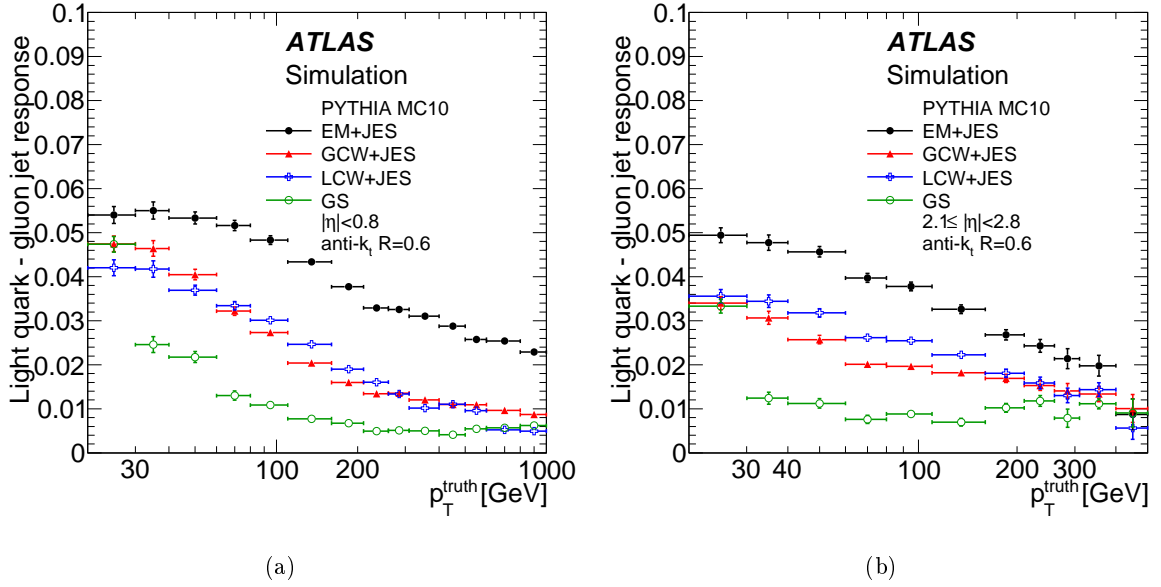 Light quark - gluon jet response
0.1
0.09
0.08
0.07
0.06
0.05
0.04
0.03
0.02
0.01
0
ATLAS
Simulation
PYTHIA MC10
EM+JES
GCW+JES
LCW+JES
GS
|η|<0.8
anti-k_t R=0.6
30 100 200 1000
p_T^truth [GeV]
(a)
Light quark - gluon jet response
0.1
0.09
0.08
0.07
0.06
0.05
0.04
0.03
0.02
0.01
0
ATLAS
Simulation
PYTHIA MC10
EM+JES
GCW+JES
LCW+JES
GS
2.1≤ |η|<2.8
anti-k_t R=0.6
30 40 100 200 300
p_T^truth [GeV]
(b)